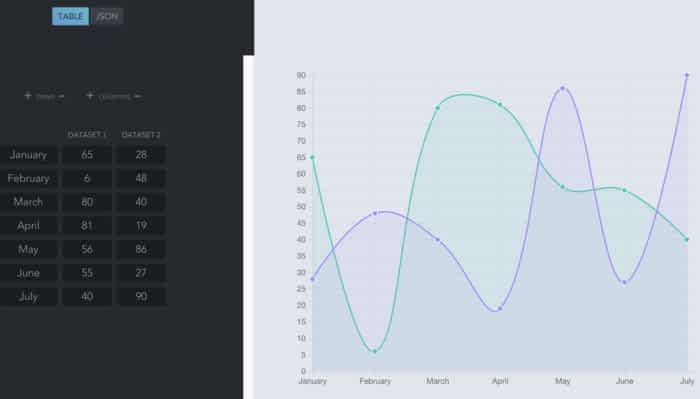 TABLE JSON
+ rows − + columns −
DATASET 1 DATASET 2
January 65 28
February 6 48
March 80 40
April 81 19
May 56 86
June 55 27
July 40 90
90
85
80
75
70
65
60
55
50
45
40
35
30
25
20
15
10
5
0
January February March April May June July